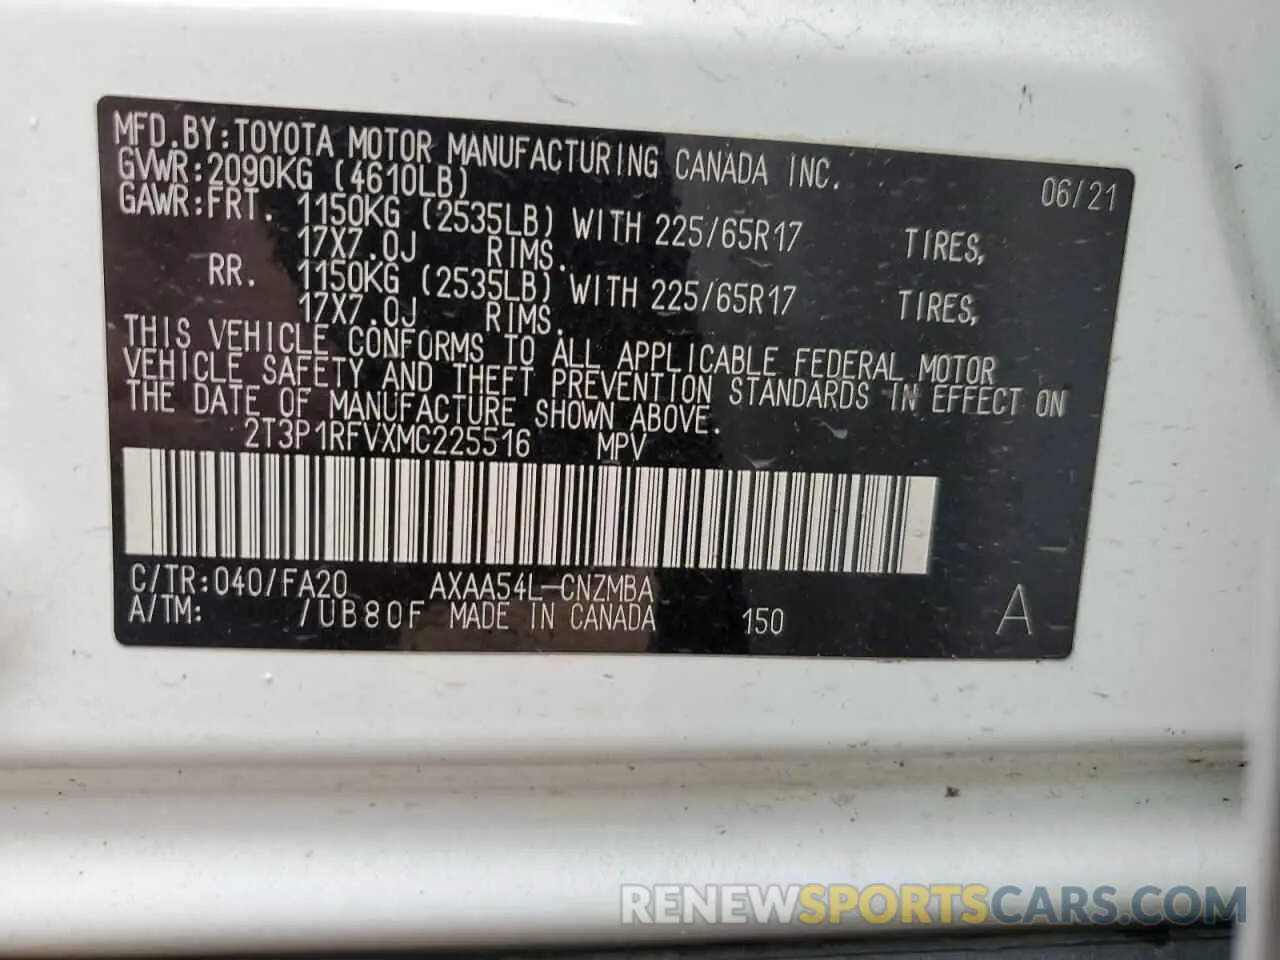 MFD.BY:TOYOTA MOTOR MANUFACTURING CANADA INC. 06/21
GVWR:2090KG (4610LB)
GAWR:FRT. 1150KG (2535LB) WITH 225/65R17 TIRES,
17X7.0J RIMS.
RR. 1150KG (2535LB) WITH 225/65R17 TIRES,
17X7.0J RIMS.
THIS VEHICLE CONFORMS TO ALL APPLICABLE FEDERAL MOTOR
VEHICLE SAFETY AND THEFT PREVENTION STANDARDS IN EFFECT ON
THE DATE OF MANUFACTURE SHOWN ABOVE.
2T3P1RFVXMC225516 MPV
C/TR:040/FA20 AXAA54L-CNZMBA
A/TM: /UB80F MADE IN CANADA 150 A
RENEWSPORTSCARS.COM